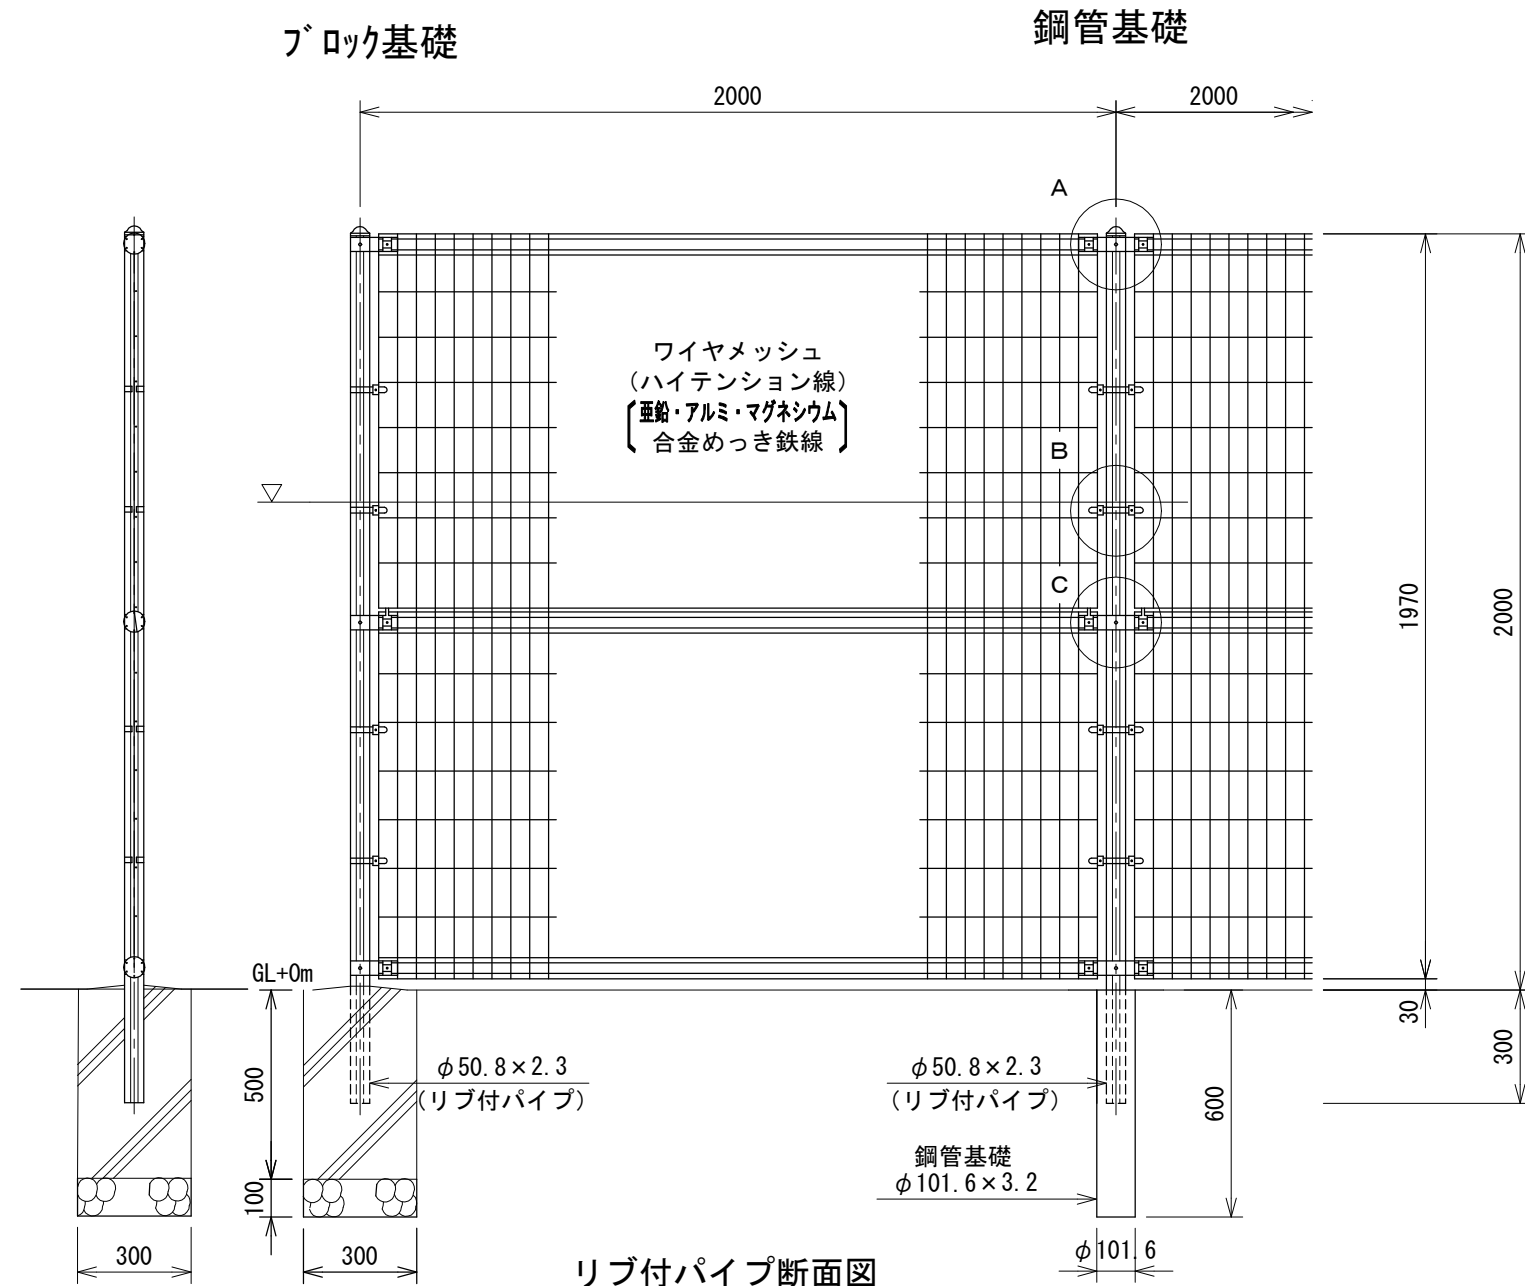 ブロック基礎
鋼管基礎
2000
2000
A
ワイヤメッシュ
(ハイテンション線)
亜鉛・アルミ・マグネシウム
合金めっき鉄線
B
C
1970
2000
GL+0m
30
300
500
100
φ50.8×2.3
(リブ付パイプ)
φ50.8×2.3
(リブ付パイプ)
600
鋼管基礎
φ101.6×3.2
300
300
φ101.6
リブ付パイプ断面図